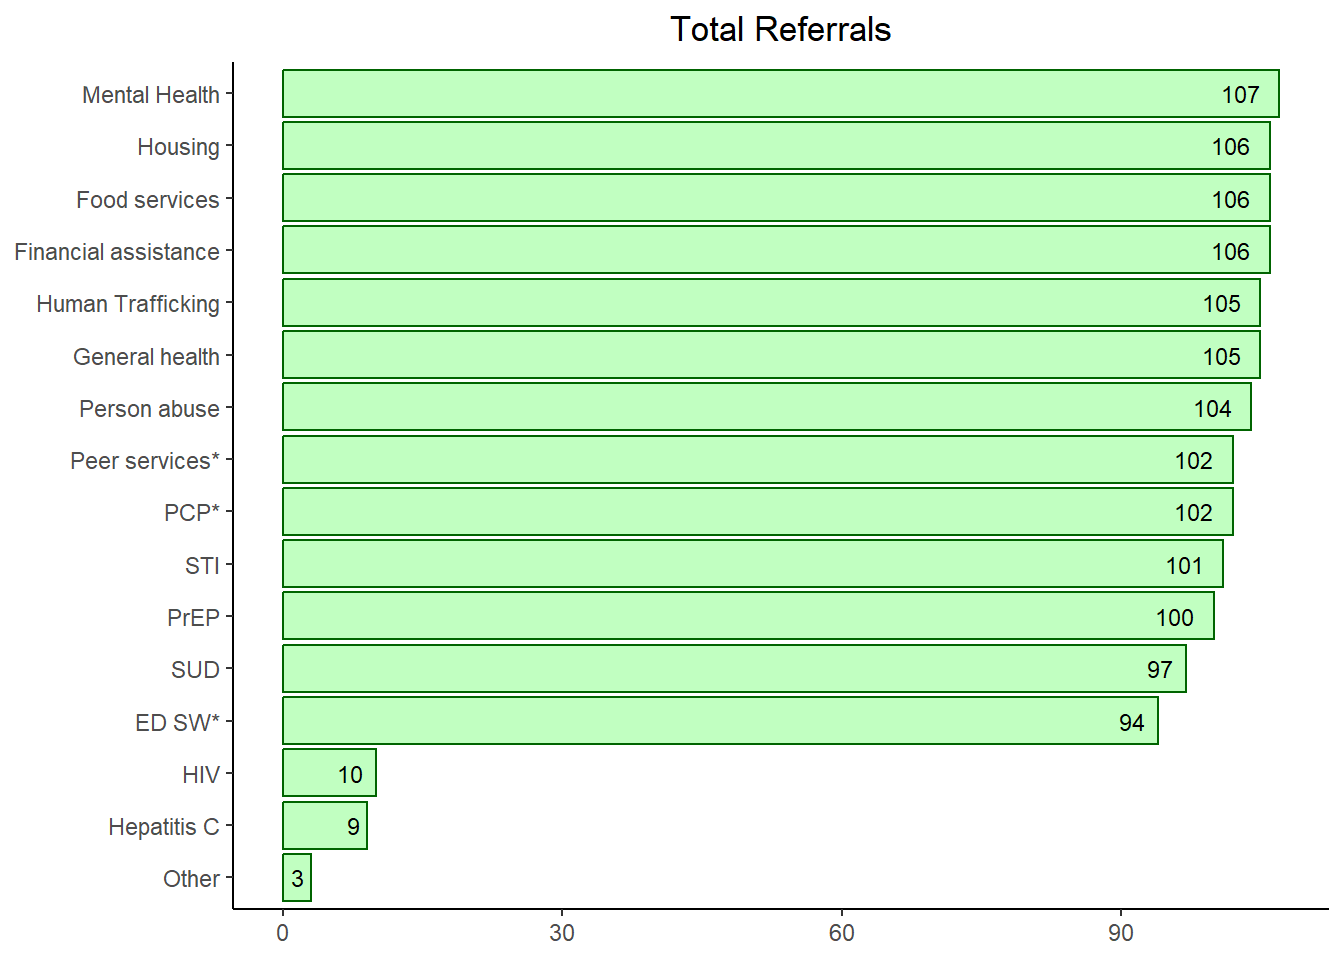 Total Referrals
Mental Health 107
Housing 106
Food services 106
Financial assistance 106
Human Trafficking 105
General health 105
Person abuse 104
Peer services* 102
PCP* 102
STI 101
PrEP 100
SUD 97
ED SW* 94
HIV 10
Hepatitis C 9
Other 3
0 30 60 90